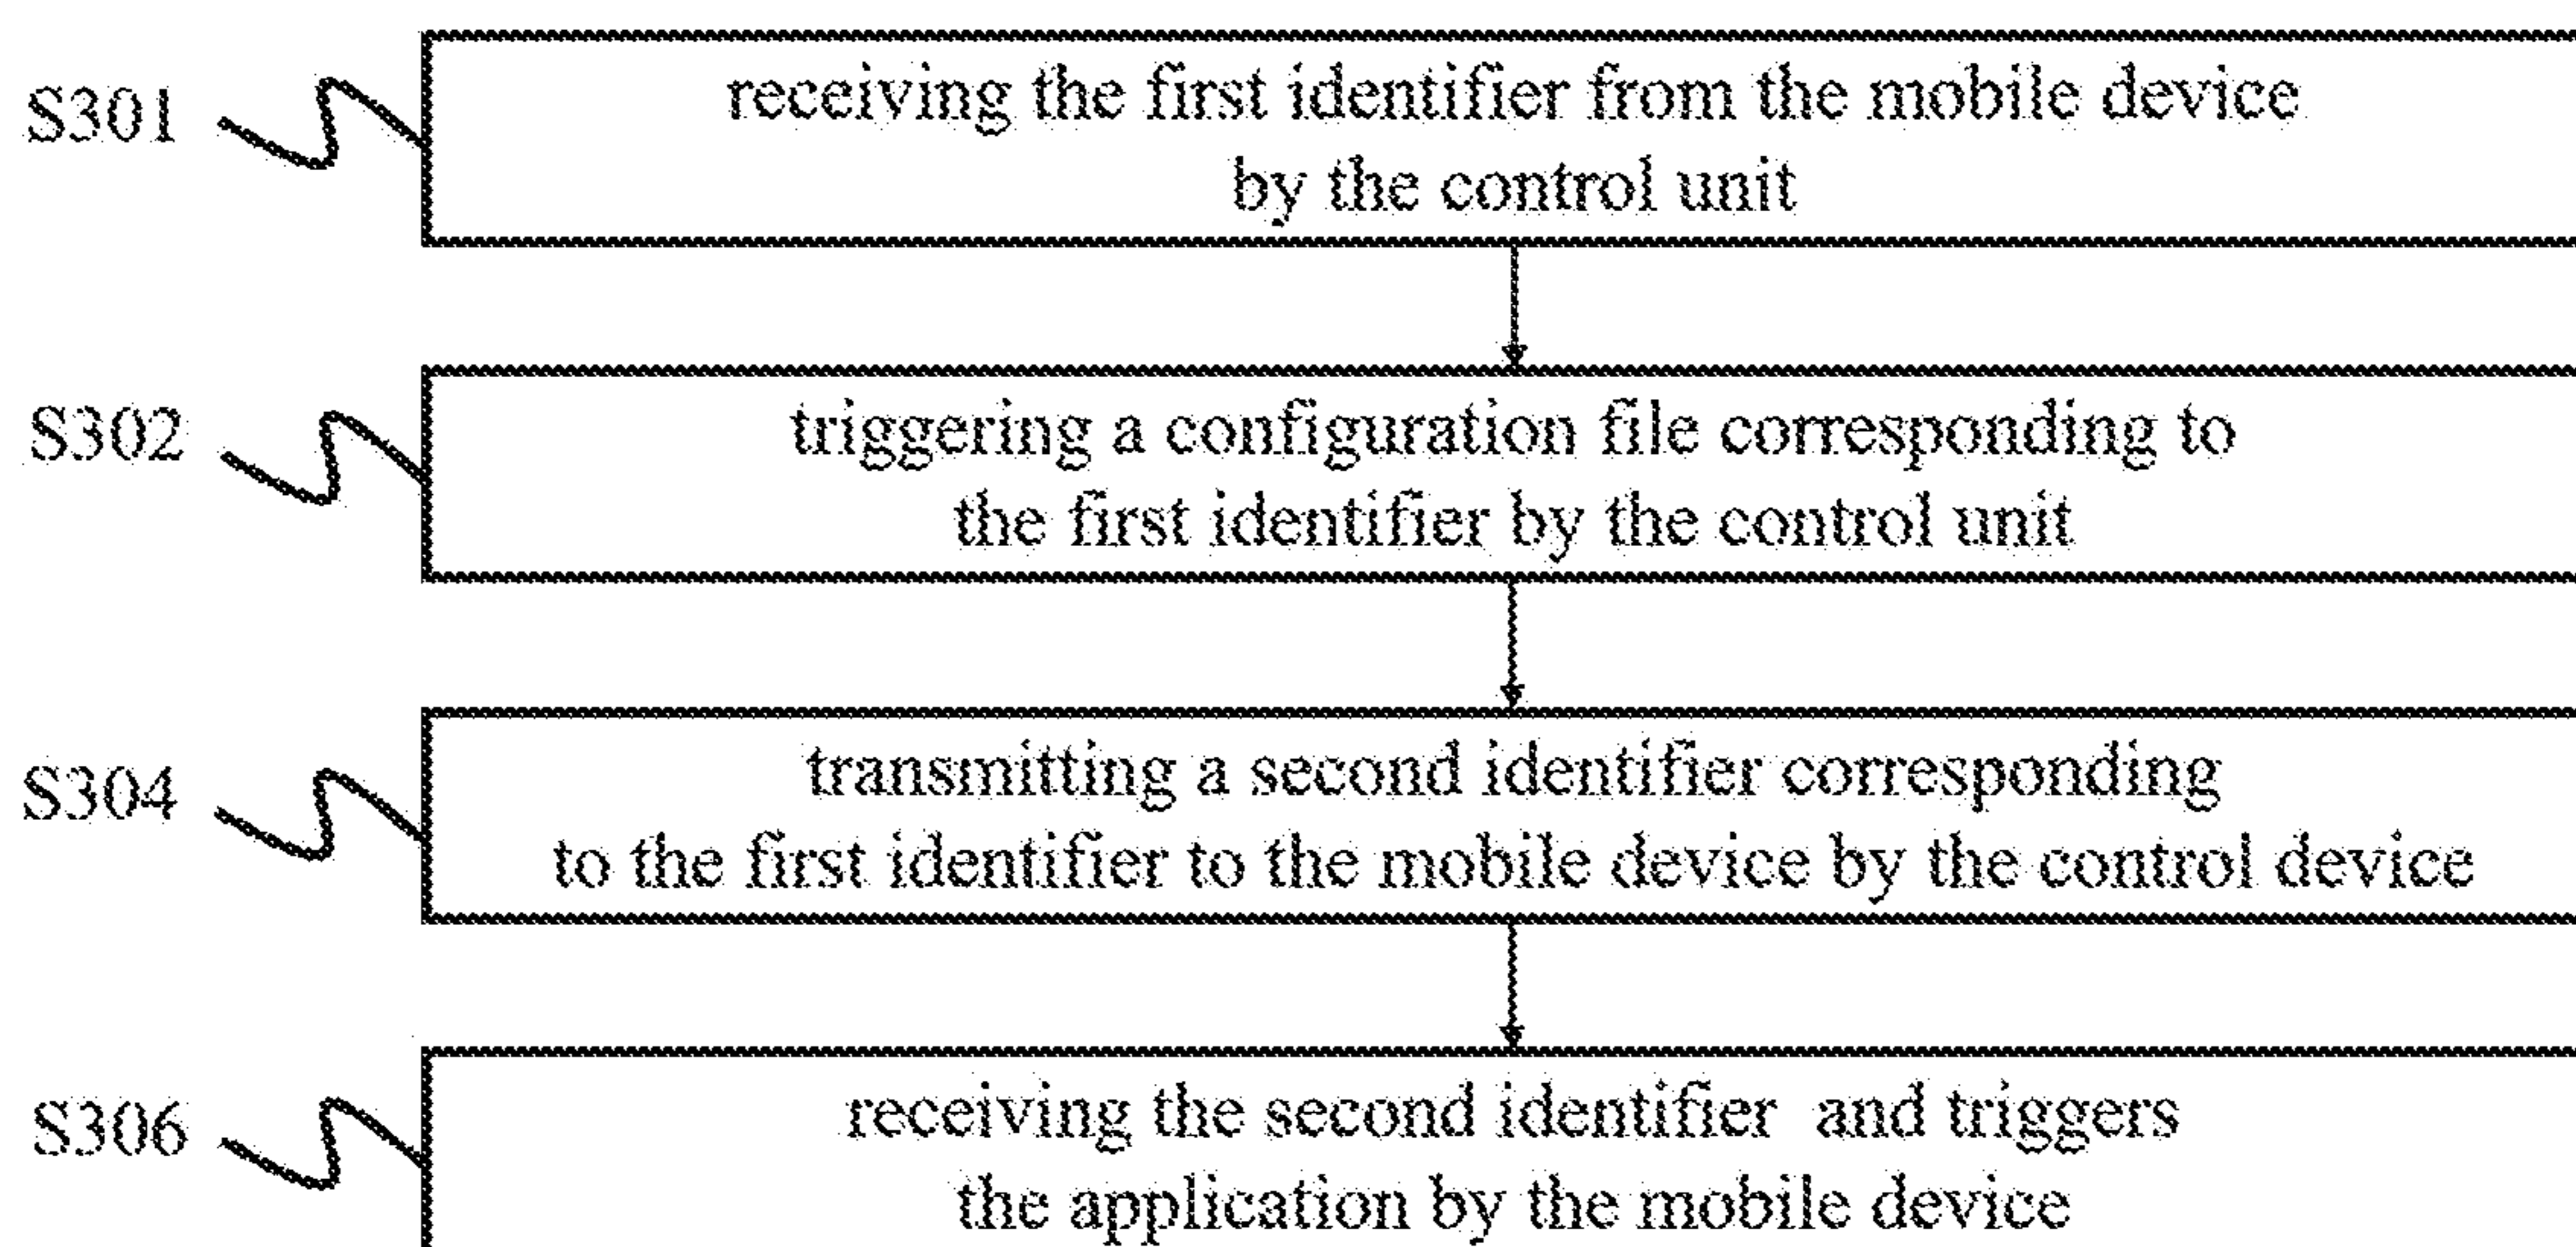 S301
receiving the first identifier from the mobile device
by the control unit
S302
triggering a configuration file corresponding to
the first identifier by the control unit
S304
transmitting a second identifier corresponding
to the first identifier to the mobile device by the control device
S306
receiving the second identifier and triggers
the application by the mobile device